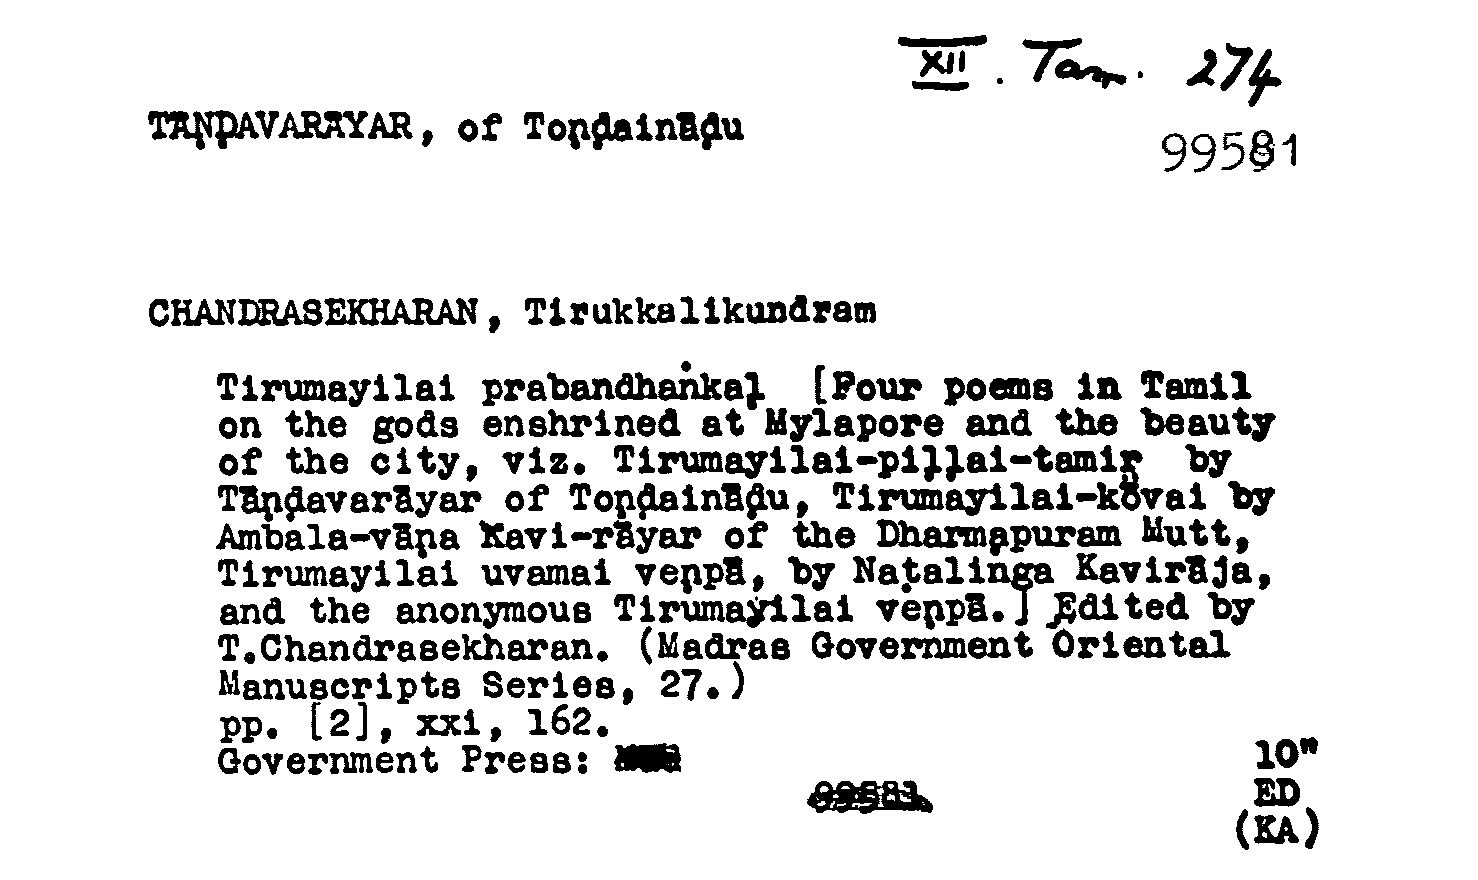 XII. Tam. 274
TĀṆḌAVARĀYAR, of Toṇḍaināḍu
99581
CHANDRASEKHARAN, Tirukkalikundram
Tirumayilai prabandhaṅkaḷ [Four poems in Tamil
on the gods enshrined at Mylapore and the beauty
of the city, viz. Tirumayilai-piḷḷai-tamiṛ by
Tāṇḍavarāyar of Toṇḍaināḍu, Tirumayilai-kōvai by
Ambala-vāṇa Kavi-rāyar of the Dharmapuram Mutt,
Tirumayilai uvamai veṇpā, by Naṭalinga Kavirāja,
and the anonymous Tirumayilai veṇpā.] Edited by
T.Chandrasekharan. (Madras Government Oriental
Manuscripts Series, 27.)
pp. [2], xxi, 162.
Government Press:
10"
99581
ED
(KA)